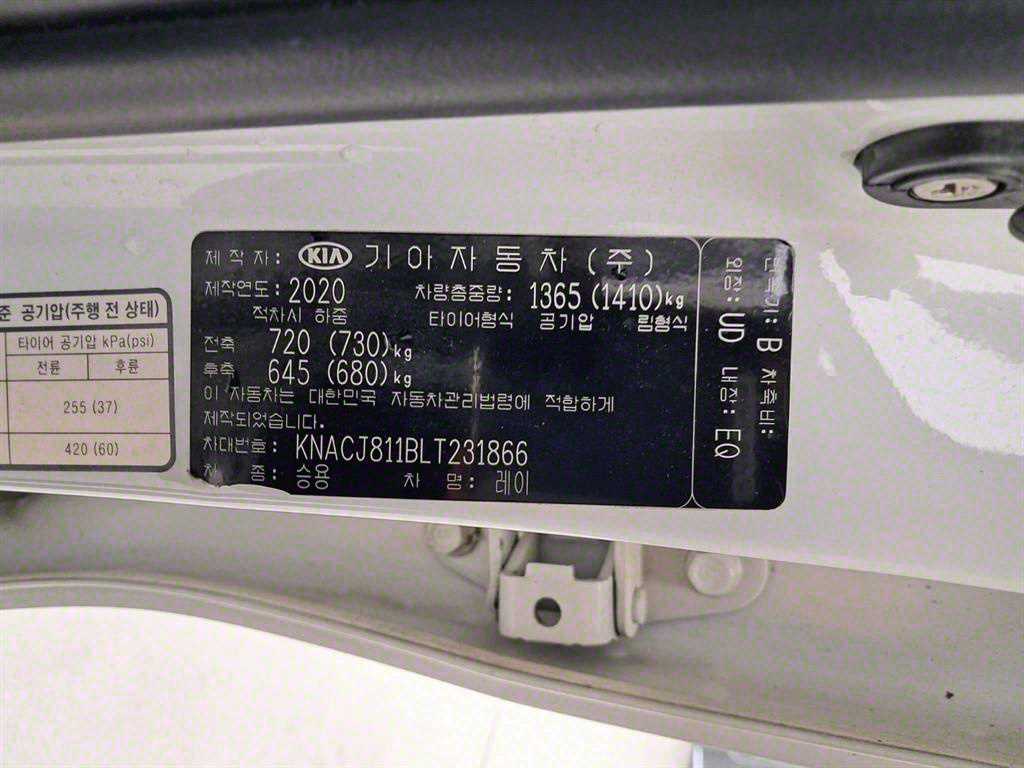 제 작 자: KIA 기 아 자 동 차 (주)
제작연도: 2020 차량총중량: 1365 (1410)kg
적차시 하중 타이어형식 공기압 림형식
전축 720 (730)kg
후축 645 (680)kg
이 자동차는 대한민국 자동차관리법령에 적합하게
제작되었습니다.
차대번호: KNACJ811BLT231866
차 종: 승용 차 명: 레이
변속기: B 차축비:
외장: UD 내장: EQ
준 공기압(주행 전 상태)
타이어 공기압 kPa(psi)
전륜 후륜
255 (37)
420 (60)